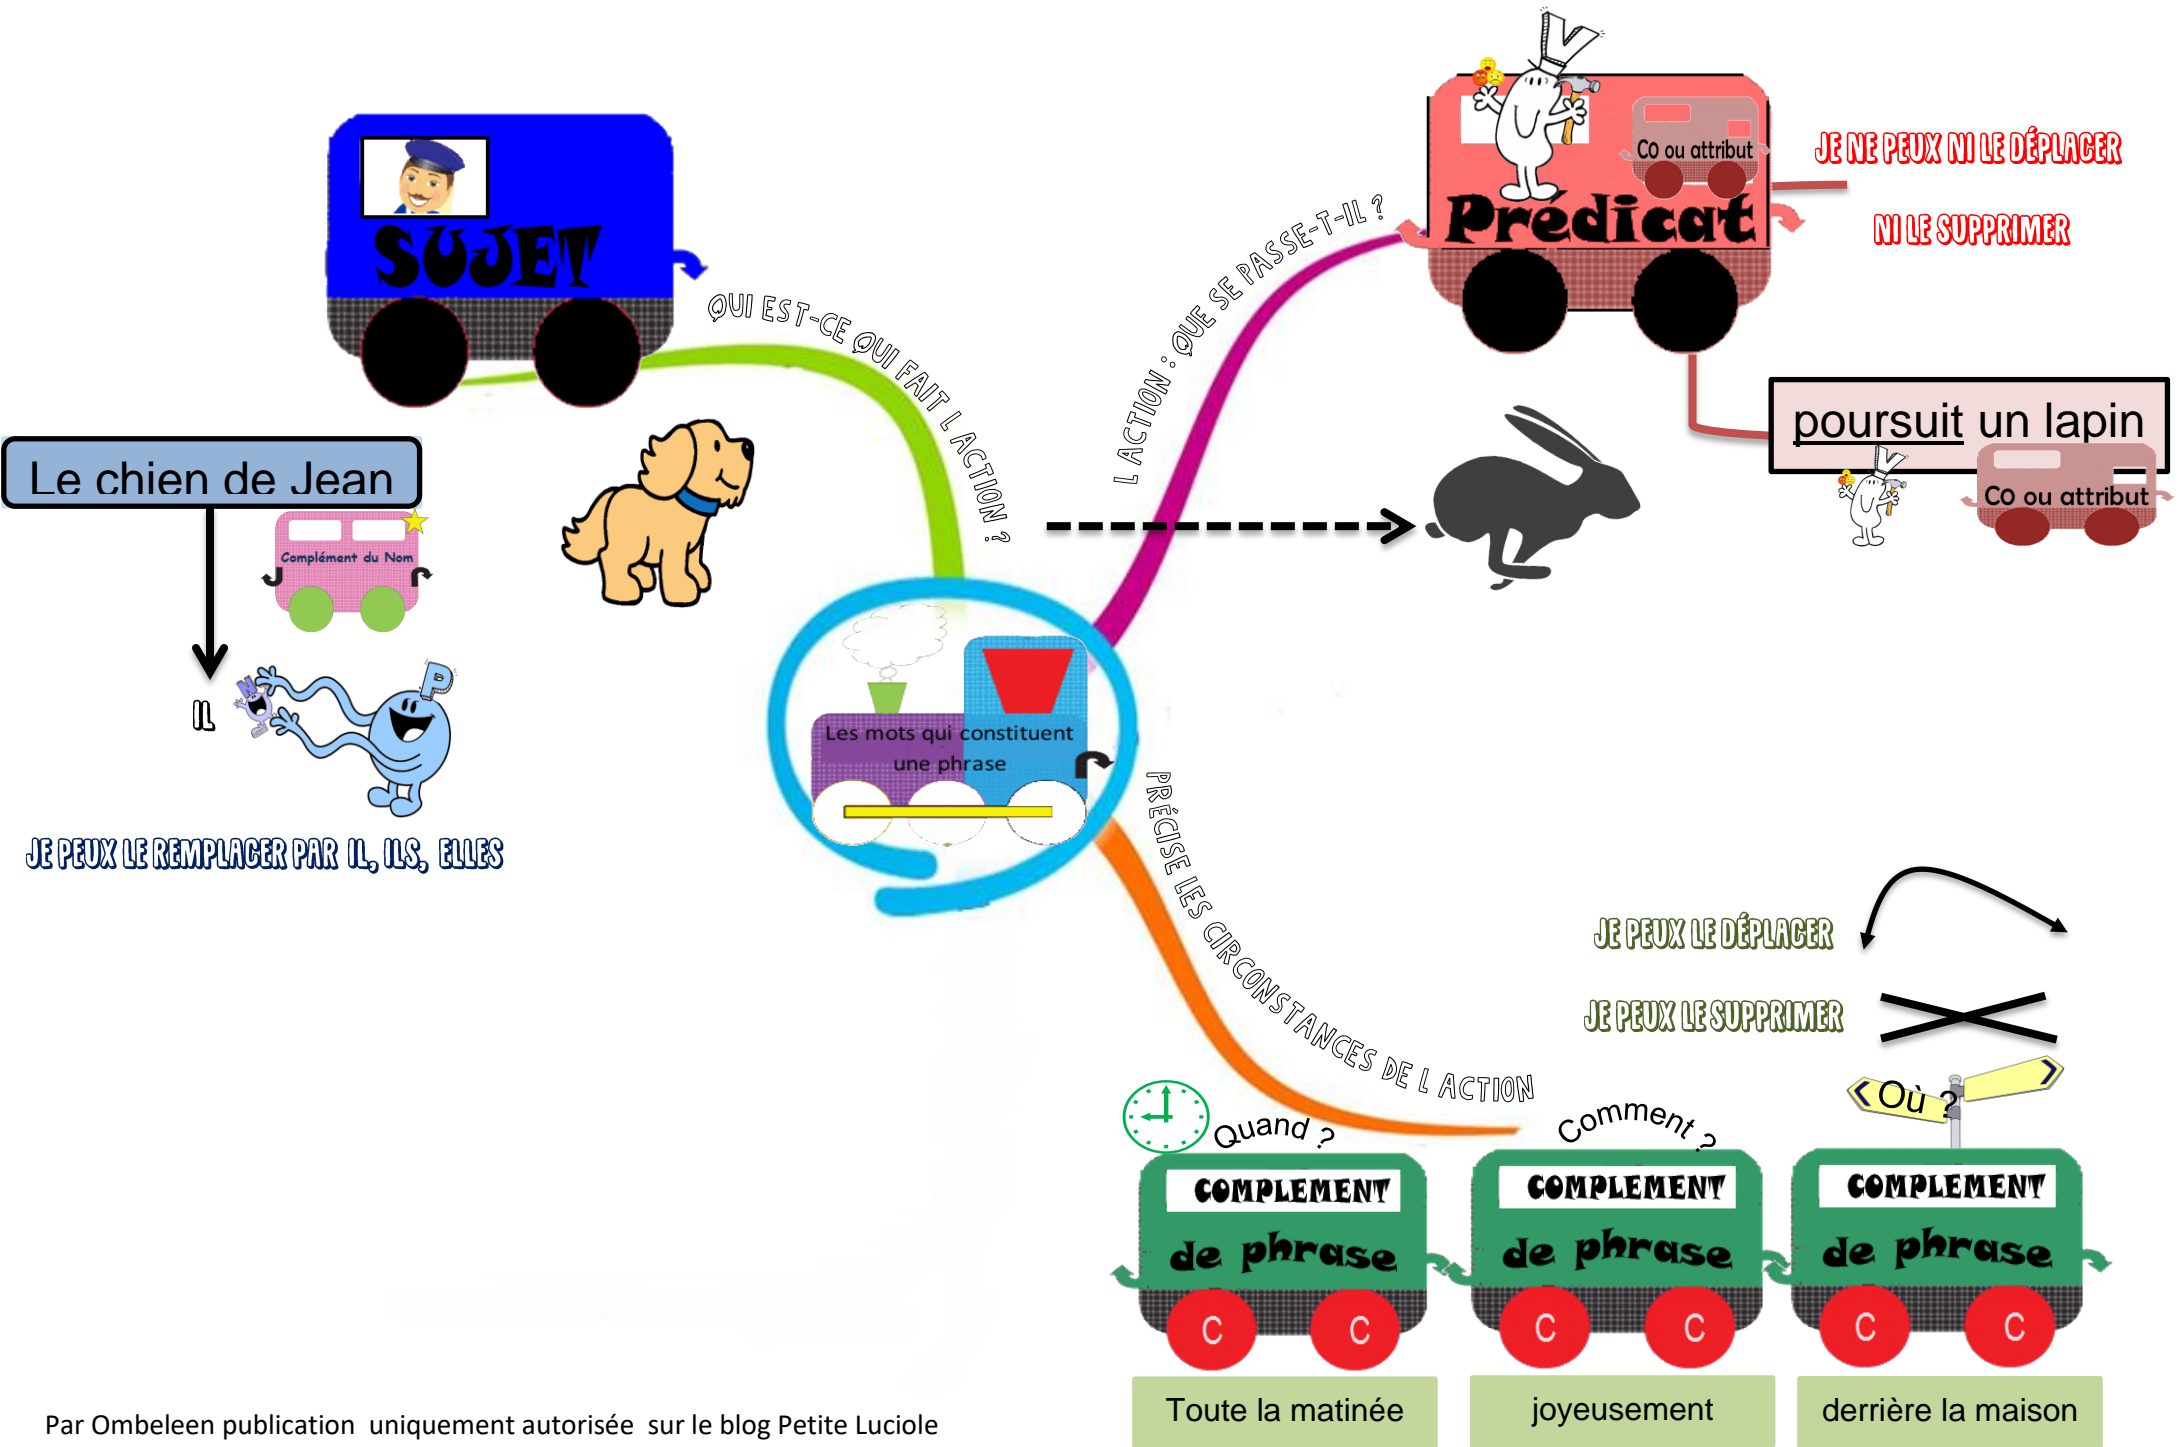 SUJET
QUI EST-CE QUI FAIT L ACTION ?
Le chien de Jean
Complément du Nom
IL
N
P
JE PEUX LE REMPLACER PAR IL, ILS, ELLES
Les mots qui constituent
une phrase
L ACTION : QUE SE PASSE-T-IL ?
V
CO ou attribut
Prédicat
JE NE PEUX NI LE DÉPLACER
NI LE SUPPRIMER
poursuit un lapin
V
CO ou attribut
PRÉCISE LES CIRCONSTANCES DE L ACTION
JE PEUX LE DÉPLACER
JE PEUX LE SUPPRIMER
Quand ?
COMPLEMENT
de phrase
C C
Toute la matinée
Comment ?
COMPLEMENT
de phrase
C C
joyeusement
Où ?
COMPLEMENT
de phrase
C C
derrière la maison
Par Ombeleen publication uniquement autorisée sur le blog Petite Luciole